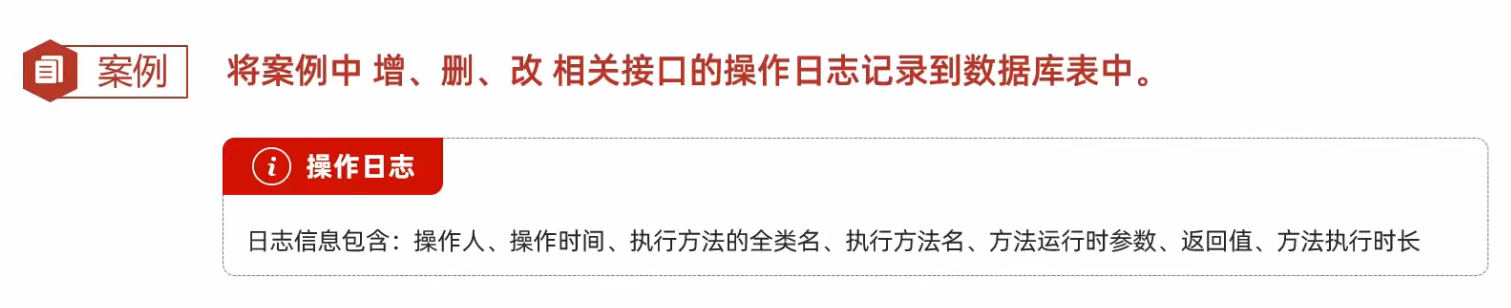 案例 将案例中 增、删、改 相关接口的操作日志记录到数据库表中。
i 操作日志
日志信息包含：操作人、操作时间、执行方法的全类名、执行方法名、方法运行时参数、返回值、方法执行时长